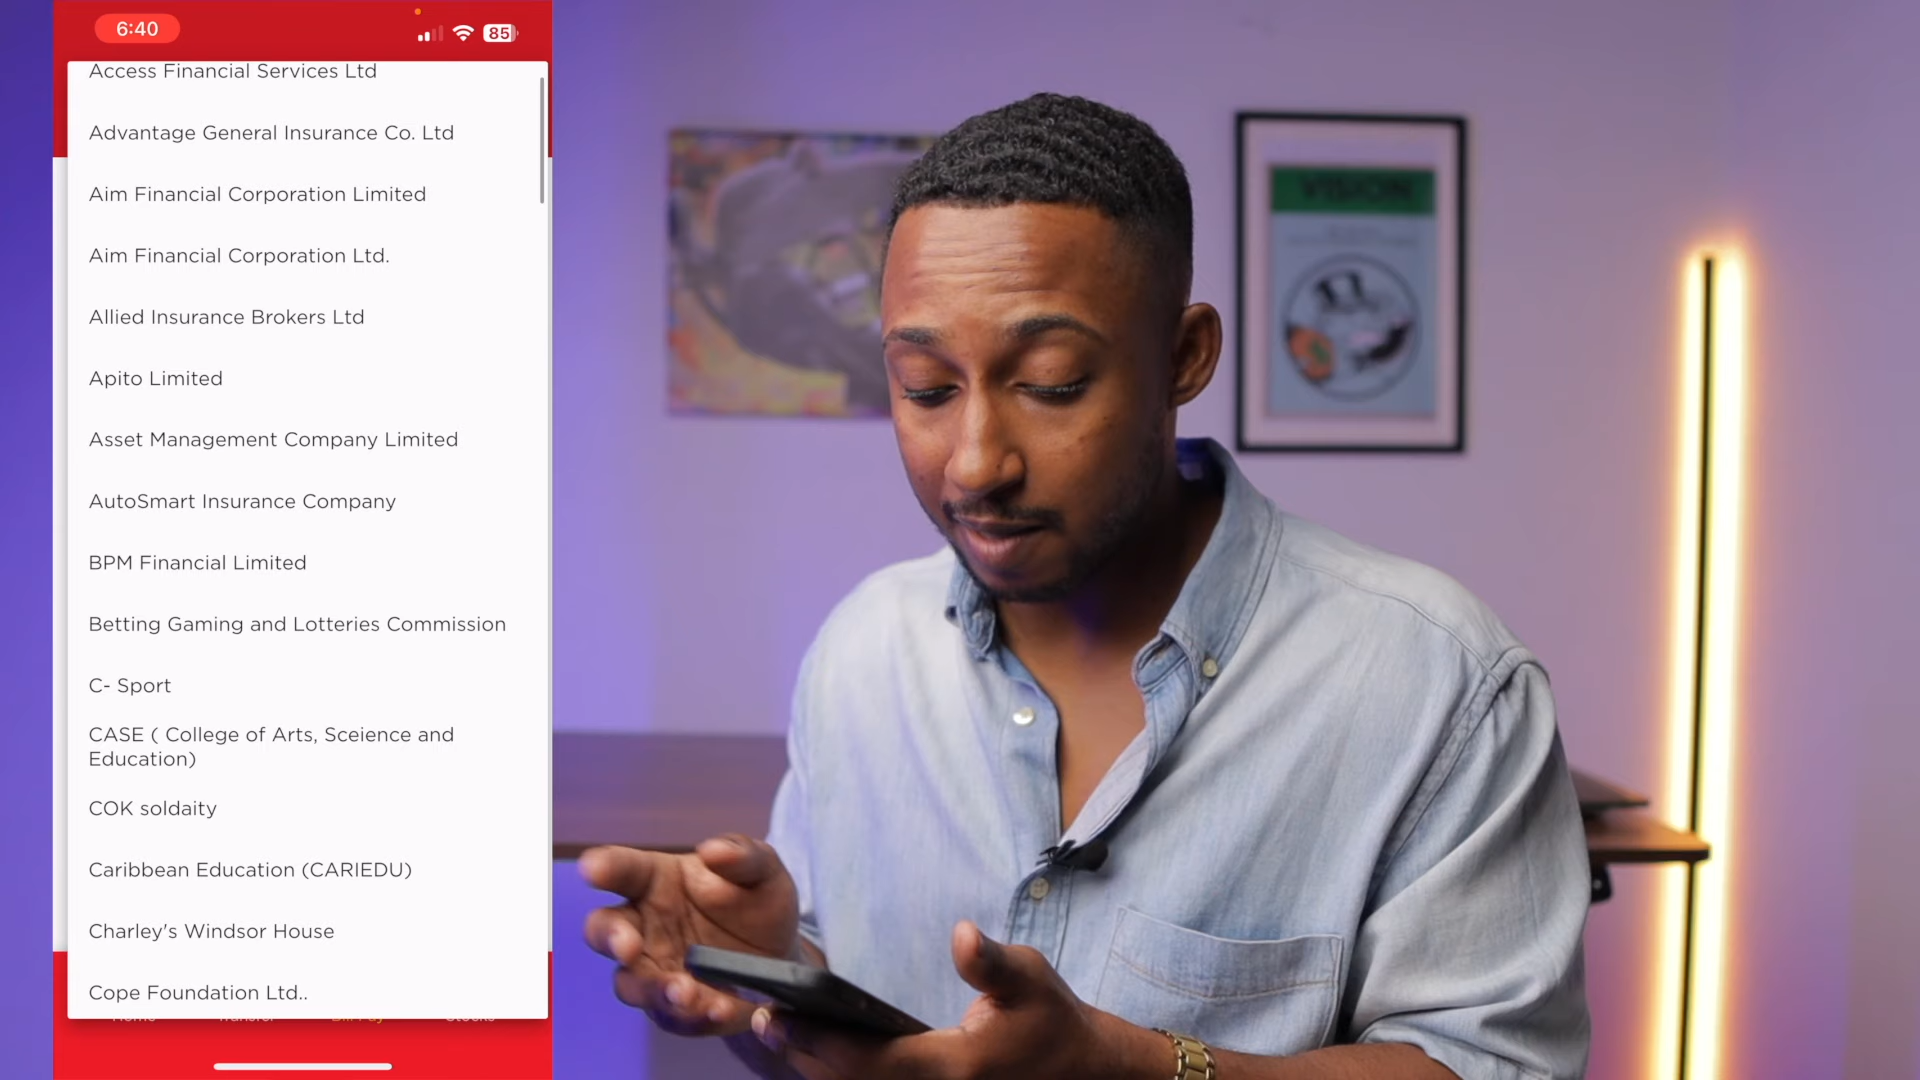 6:40
85
Access Financial Services Ltd
Advantage General Insurance Co. Ltd
Aim Financial Corporation Limited
Aim Financial Corporation Ltd.
Allied Insurance Brokers Ltd
Apito Limited
Asset Management Company Limited
AutoSmart Insurance Company
BPM Financial Limited
Betting Gaming and Lotteries Commission
C- Sport
CASE ( College of Arts, Sceience and
Education)
COK soldaity
Caribbean Education (CARIEDU)
Charley's Windsor House
Cope Foundation Ltd..
VISION